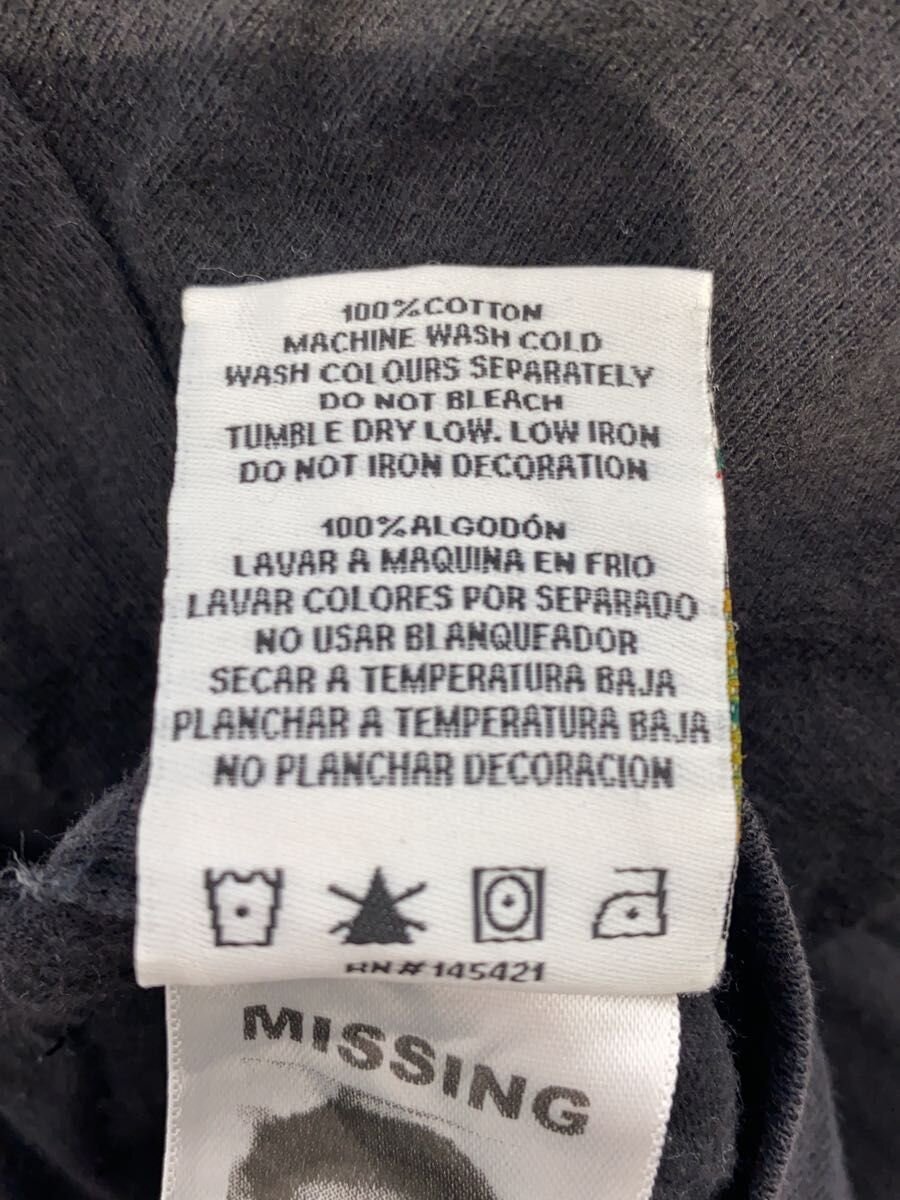 100%COTTON
MACHINE WASH COLD
WASH COLOURS SEPARATELY
DO NOT BLEACH
TUMBLE DRY LOW. LOW IRON
DO NOT IRON DECORATION
100%ALGODÓN
LAVAR A MAQUINA EN FRIO
LAVAR COLORES POR SEPARADO
NO USAR BLANQUEADOR
SECAR A TEMPERATURA BAJA
PLANCHAR A TEMPERATURA BAJA
NO PLANCHAR DECORACION
RN#145421
MISSING